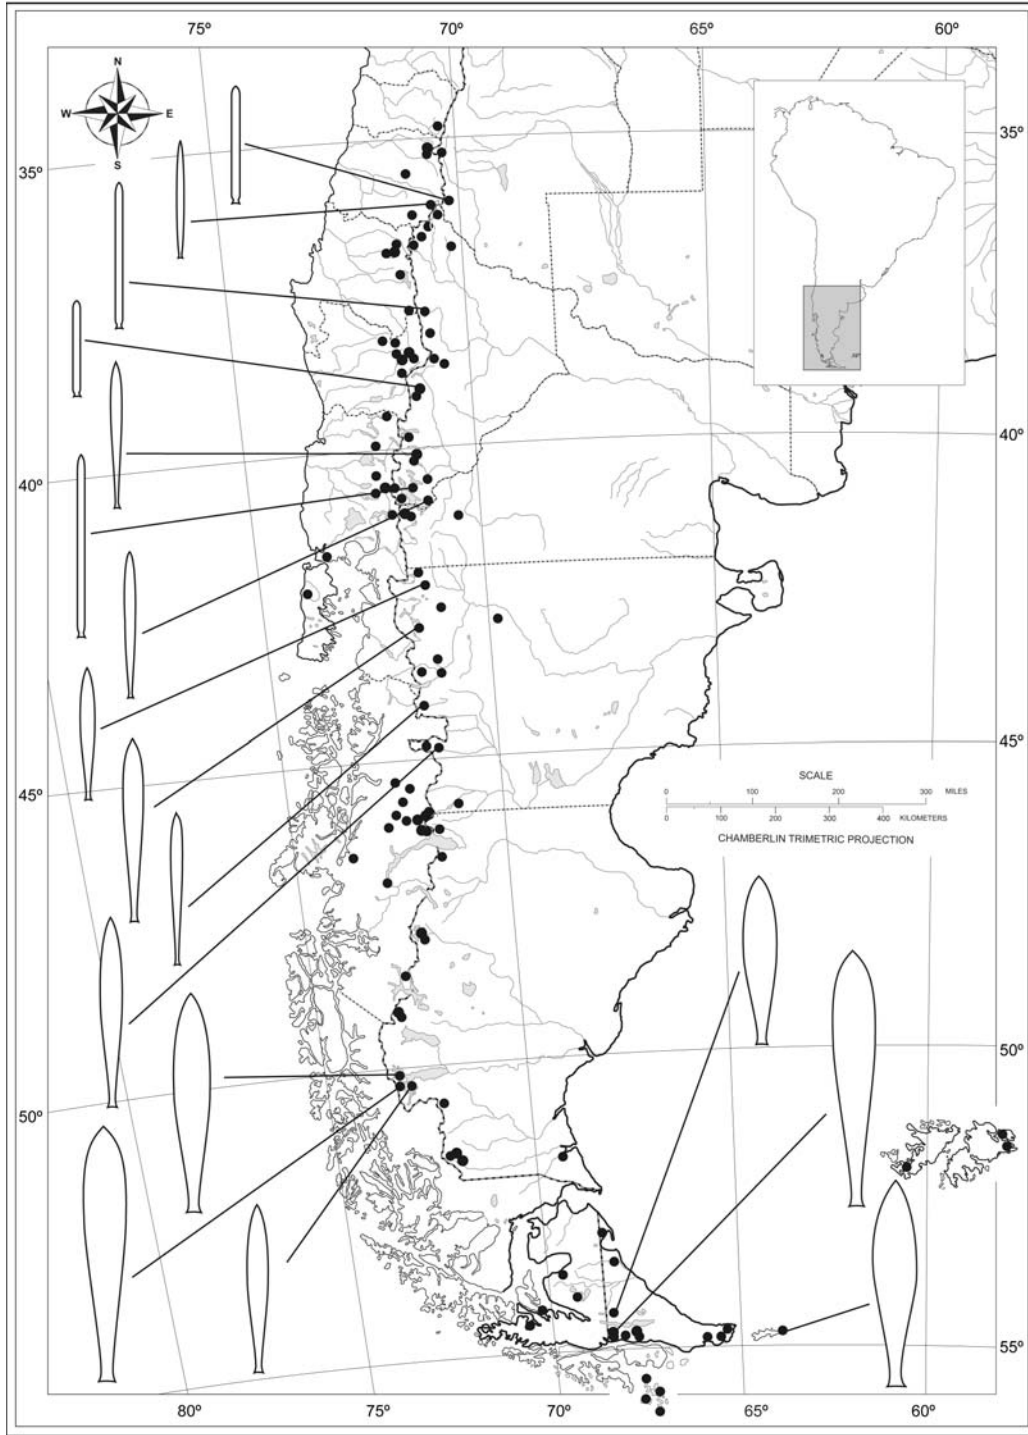 75º 70º 65º 60º
N
W E
S
35º 35º
40º 40º
45º 45º
SCALE
0 100 200 300 MILES
0 100 200 300 400 KILOMETERS
CHAMBERLIN TRIMETRIC PROJECTION
50º 50º
55º
80º 75º 70º 65º 60º